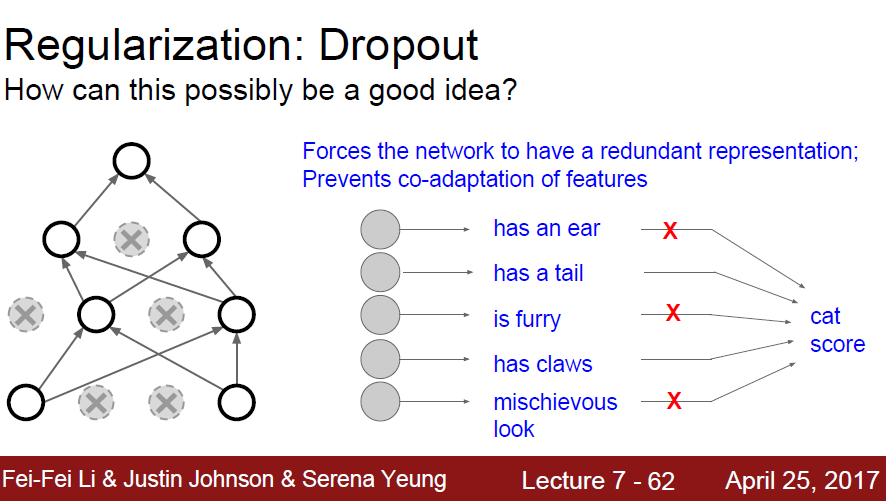 Regularization: Dropout
How can this possibly be a good idea?
Forces the network to have a redundant representation;
Prevents co-adaptation of features
has an ear
X
has a tail
is furry
X
cat
score
has claws
mischievous
look
X
Fei-Fei Li & Justin Johnson & Serena Yeung
Lecture 7 - 62
April 25, 2017